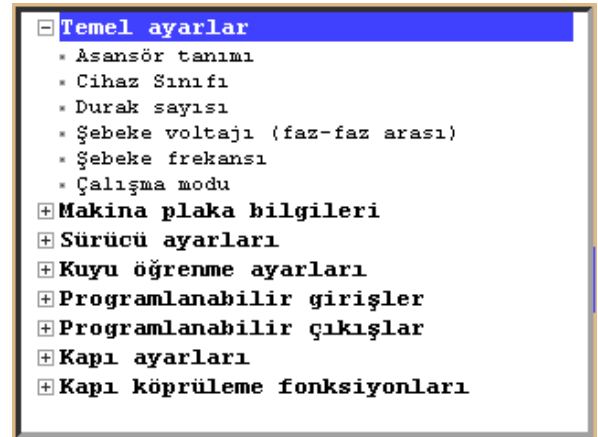 Temel ayarlar
Asansör tanımı
Cihaz Sınıfı
Durak sayısı
Şebeke voltajı (faz-faz arası)
Şebeke frekansı
Çalışma modu
Makina plaka bilgileri
Sürücü ayarları
Kuyu öğrenme ayarları
Programlanabilir girişler
Programlanabilir çıkışlar
Kapı ayarları
Kapı köprüleme fonksiyonları